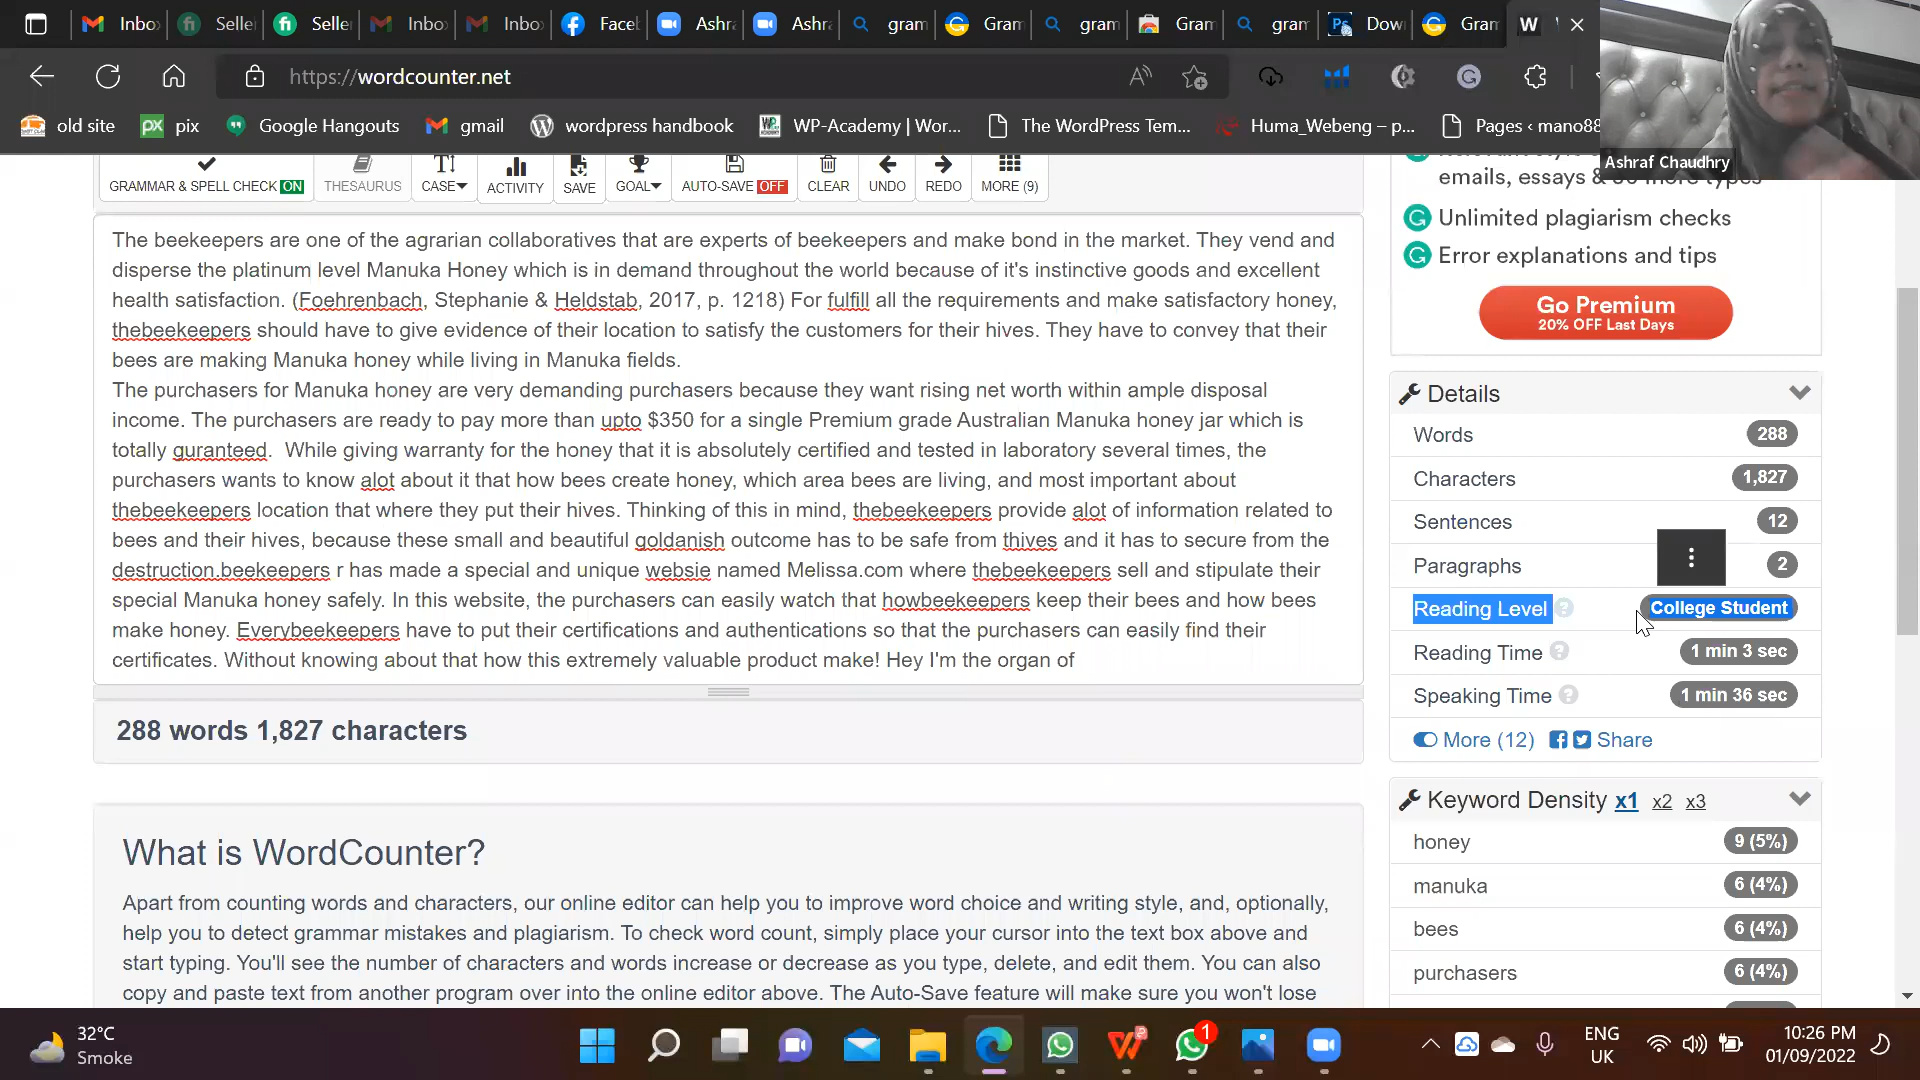 Inbo
Selle
Selle
Inbo
Inbo
Facel
Ashra
Ashra
gram
Gram
gram
Gram
gram
Dow
Gram
https://wordcounter.net
old site
pix
Google Hangouts
gmail
wordpress handbook
WP-Academy | Wor...
The WordPress Tem...
Huma_Webeng – p...
Pages ‹ mano88
Ashraf Chaudhry
GRAMMAR & SPELL CHECK ON
THESAURUS
CASE
ACTIVITY
SAVE
GOAL
AUTO-SAVE OFF
CLEAR
UNDO
REDO
MORE (9)
The beekeepers are one of the agrarian collaboratives that are experts of beekeepers and make bond in the market. They vend and
disperse the platinum level Manuka Honey which is in demand throughout the world because of it's instinctive goods and excellent
health satisfaction. (Foehrenbach, Stephanie & Heldstab, 2017, p. 1218) For fulfill all the requirements and make satisfactory honey,
thebeekeepers should have to give evidence of their location to satisfy the customers for their hives. They have to convey that their
bees are making Manuka honey while living in Manuka fields.
The purchasers for Manuka honey are very demanding purchasers because they want rising net worth within ample disposal
income. The purchasers are ready to pay more than upto $350 for a single Premium grade Australian Manuka honey jar which is
totally guranteed.  While giving warranty for the honey that it is absolutely certified and tested in laboratory several times, the
purchasers wants to know alot about it that how bees create honey, which area bees are living, and most important about
thebeekeepers location that where they put their hives. Thinking of this in mind, thebeekeepers provide alot of information related to
bees and their hives, because these small and beautiful goldanish outcome has to be safe from thives and it has to secure from the
destruction.beekeepers r has made a special and unique websie named Melissa.com where thebeekeepers sell and stipulate their
special Manuka honey safely. In this website, the purchasers can easily watch that howbeekeepers keep their bees and how bees
make honey. Everybeekeepers have to put their certifications and authentications so that the purchasers can easily find their
certificates. Without knowing about that how this extremely valuable product make! Hey I'm the organ of
288 words 1,827 characters
What is WordCounter?
Apart from counting words and characters, our online editor can help you to improve word choice and writing style, and, optionally,
help you to detect grammar mistakes and plagiarism. To check word count, simply place your cursor into the text box above and
start typing. You'll see the number of characters and words increase or decrease as you type, delete, and edit them. You can also
copy and paste text from another program over into the online editor above. The Auto-Save feature will make sure you won't lose
emails, essays &
Unlimited plagiarism checks
Error explanations and tips
Go Premium
20% OFF Last Days
Details
Words 288
Characters 1,827
Sentences 12
Paragraphs 2
Reading Level College Student
Reading Time 1 min 3 sec
Speaking Time 1 min 36 sec
More (12) Share
Keyword Density x1 x2 x3
honey 9 (5%)
manuka 6 (4%)
bees 6 (4%)
purchasers 6 (4%)
32°C
Smoke
1
ENG
UK
10:26 PM
01/09/2022